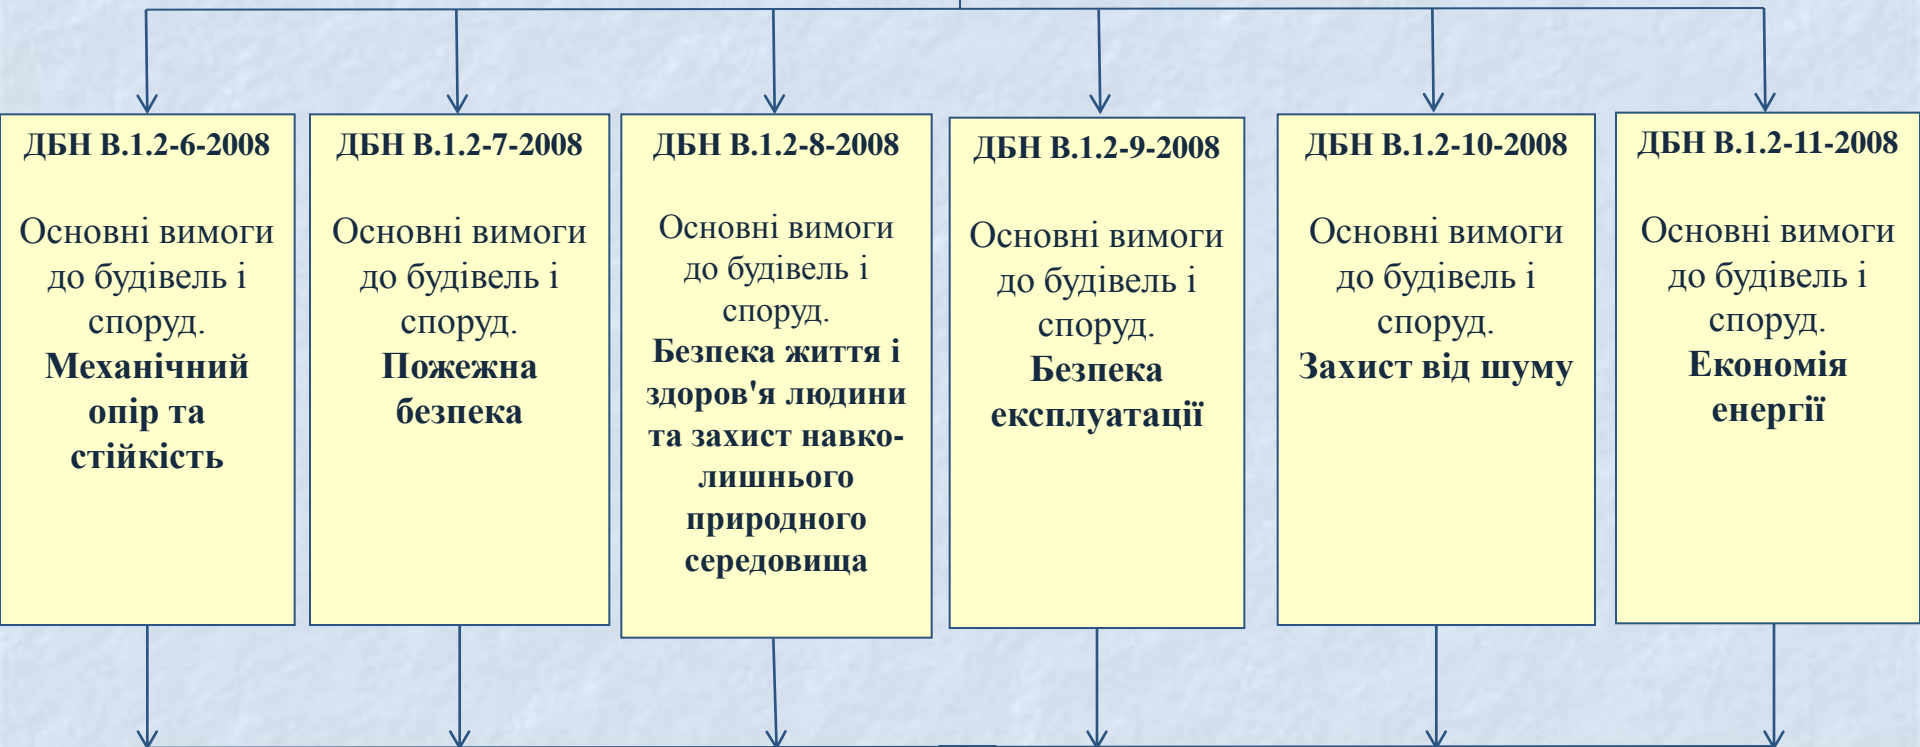 ДБН В.1.2-6-2008
Основні вимоги
до будівель і
споруд.
Механічний
опір та
стійкість
ДБН В.1.2-7-2008
Основні вимоги
до будівель і
споруд.
Пожежна
безпека
ДБН В.1.2-8-2008
Основні вимоги
до будівель і
споруд.
Безпека життя і
здоров'я людини
та захист навко-
лишнього
природного
середовища
ДБН В.1.2-9-2008
Основні вимоги
до будівель і
споруд.
Безпека
експлуатації
ДБН В.1.2-10-2008
Основні вимоги
до будівель і
споруд.
Захист від шуму
ДБН В.1.2-11-2008
Основні вимоги
до будівель і
споруд.
Економія
енергії